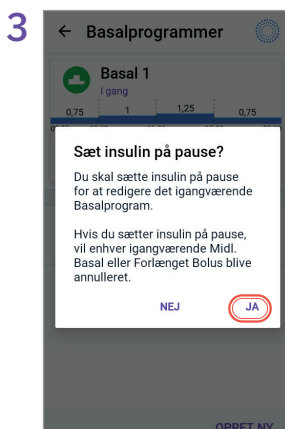 3
Basalprogrammer
Basal 1
I gang
0,75 1 1,25 0,75
Sæt insulin på pause?
Du skal sætte insulin på pause
for at redigere det igangværende
Basalprogram.
Hvis du sætter insulin på pause,
vil enhver igangværende Midl.
Basal eller Forlænget Bolus blive
annulleret.
NEJ JA
OPRET NY